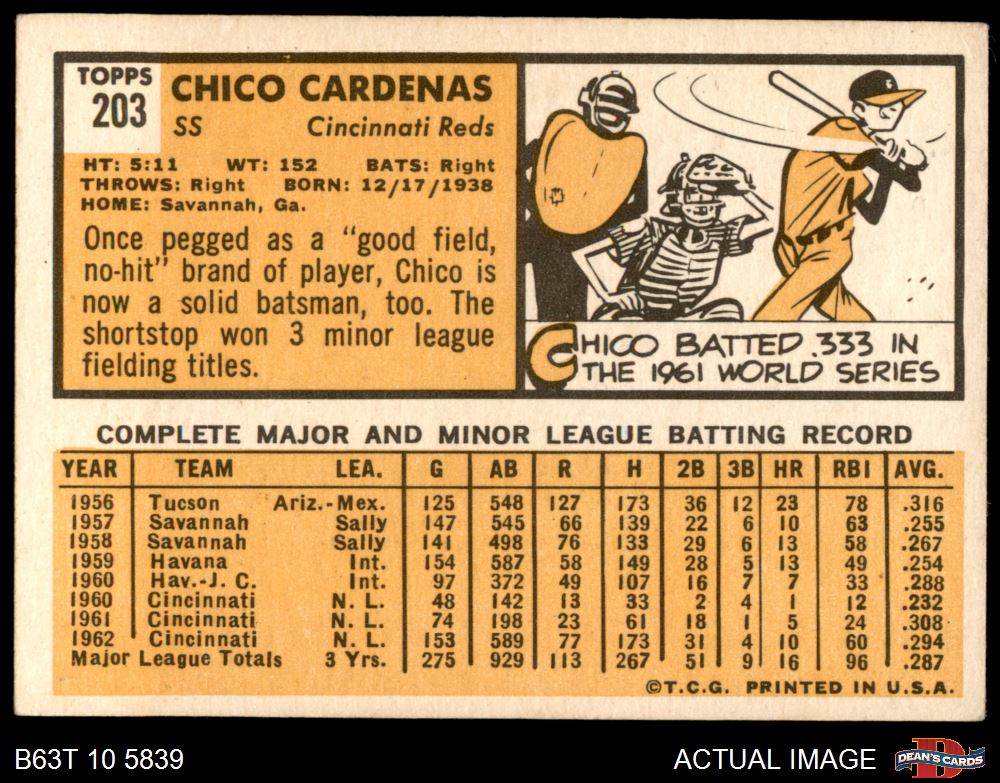 TOPPS
203
CHICO CARDENAS
SS Cincinnati Reds
HT: 5:11 WT: 152 BATS: Right
THROWS: Right BORN: 12/17/1938
HOME: Savannah, Ga.
Once pegged as a "good field,
no-hit" brand of player, Chico is
now a solid batsman, too. The
shortstop won 3 minor league
fielding titles.
CHICO BATTED .333 IN
THE 1961 WORLD SERIES
COMPLETE MAJOR AND MINOR LEAGUE BATTING RECORD
YEAR TEAM LEA. G AB R H 2B 3B HR RBI AVG.
1956 Tucson Ariz.-Mex. 125 548 127 173 36 12 23 78 .316
1957 Savannah Sally 147 545 66 139 22 6 10 63 .255
1958 Savannah Sally 141 498 76 133 29 6 13 58 .267
1959 Havana Int. 154 587 58 149 28 5 13 49 .254
1960 Hav.-J. C. Int. 97 372 49 107 16 7 7 33 .288
1960 Cincinnati N. L. 48 142 13 33 2 4 1 12 .232
1961 Cincinnati N. L. 74 198 23 61 18 1 5 24 .308
1962 Cincinnati N. L. 153 589 77 173 31 4 10 60 .294
Major League Totals 3 Yrs. 275 929 113 267 51 9 16 96 .287
©T.C.G. PRINTED IN U.S.A.
B63T 10 5839
ACTUAL IMAGE
D
DEAN'S CARDS